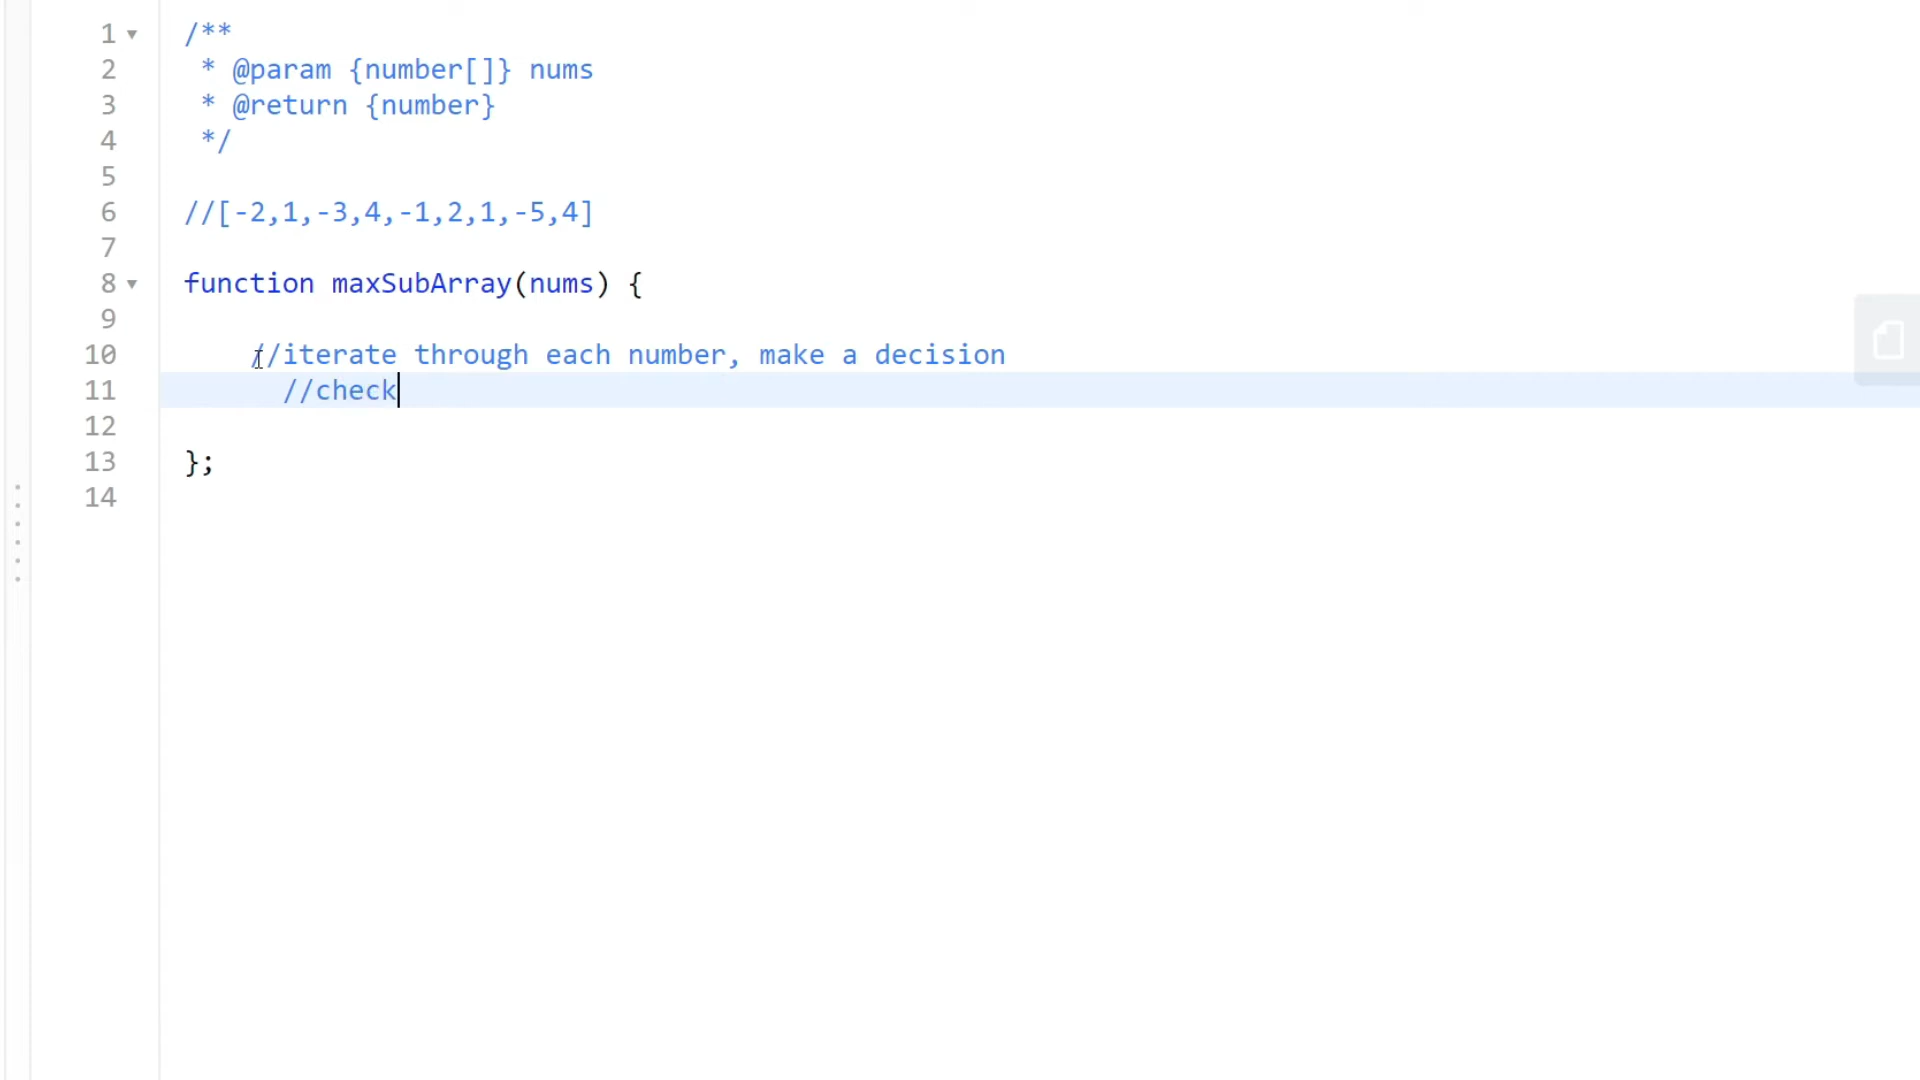 1 /**
2 * @param {number[]} nums
3 * @return {number}
4 */
5
6 //[-2,1,-3,4,-1,2,1,-5,4]
7
8 function maxSubArray(nums) {
9
10 //iterate through each number, make a decision
11 //check
12
13 };
14